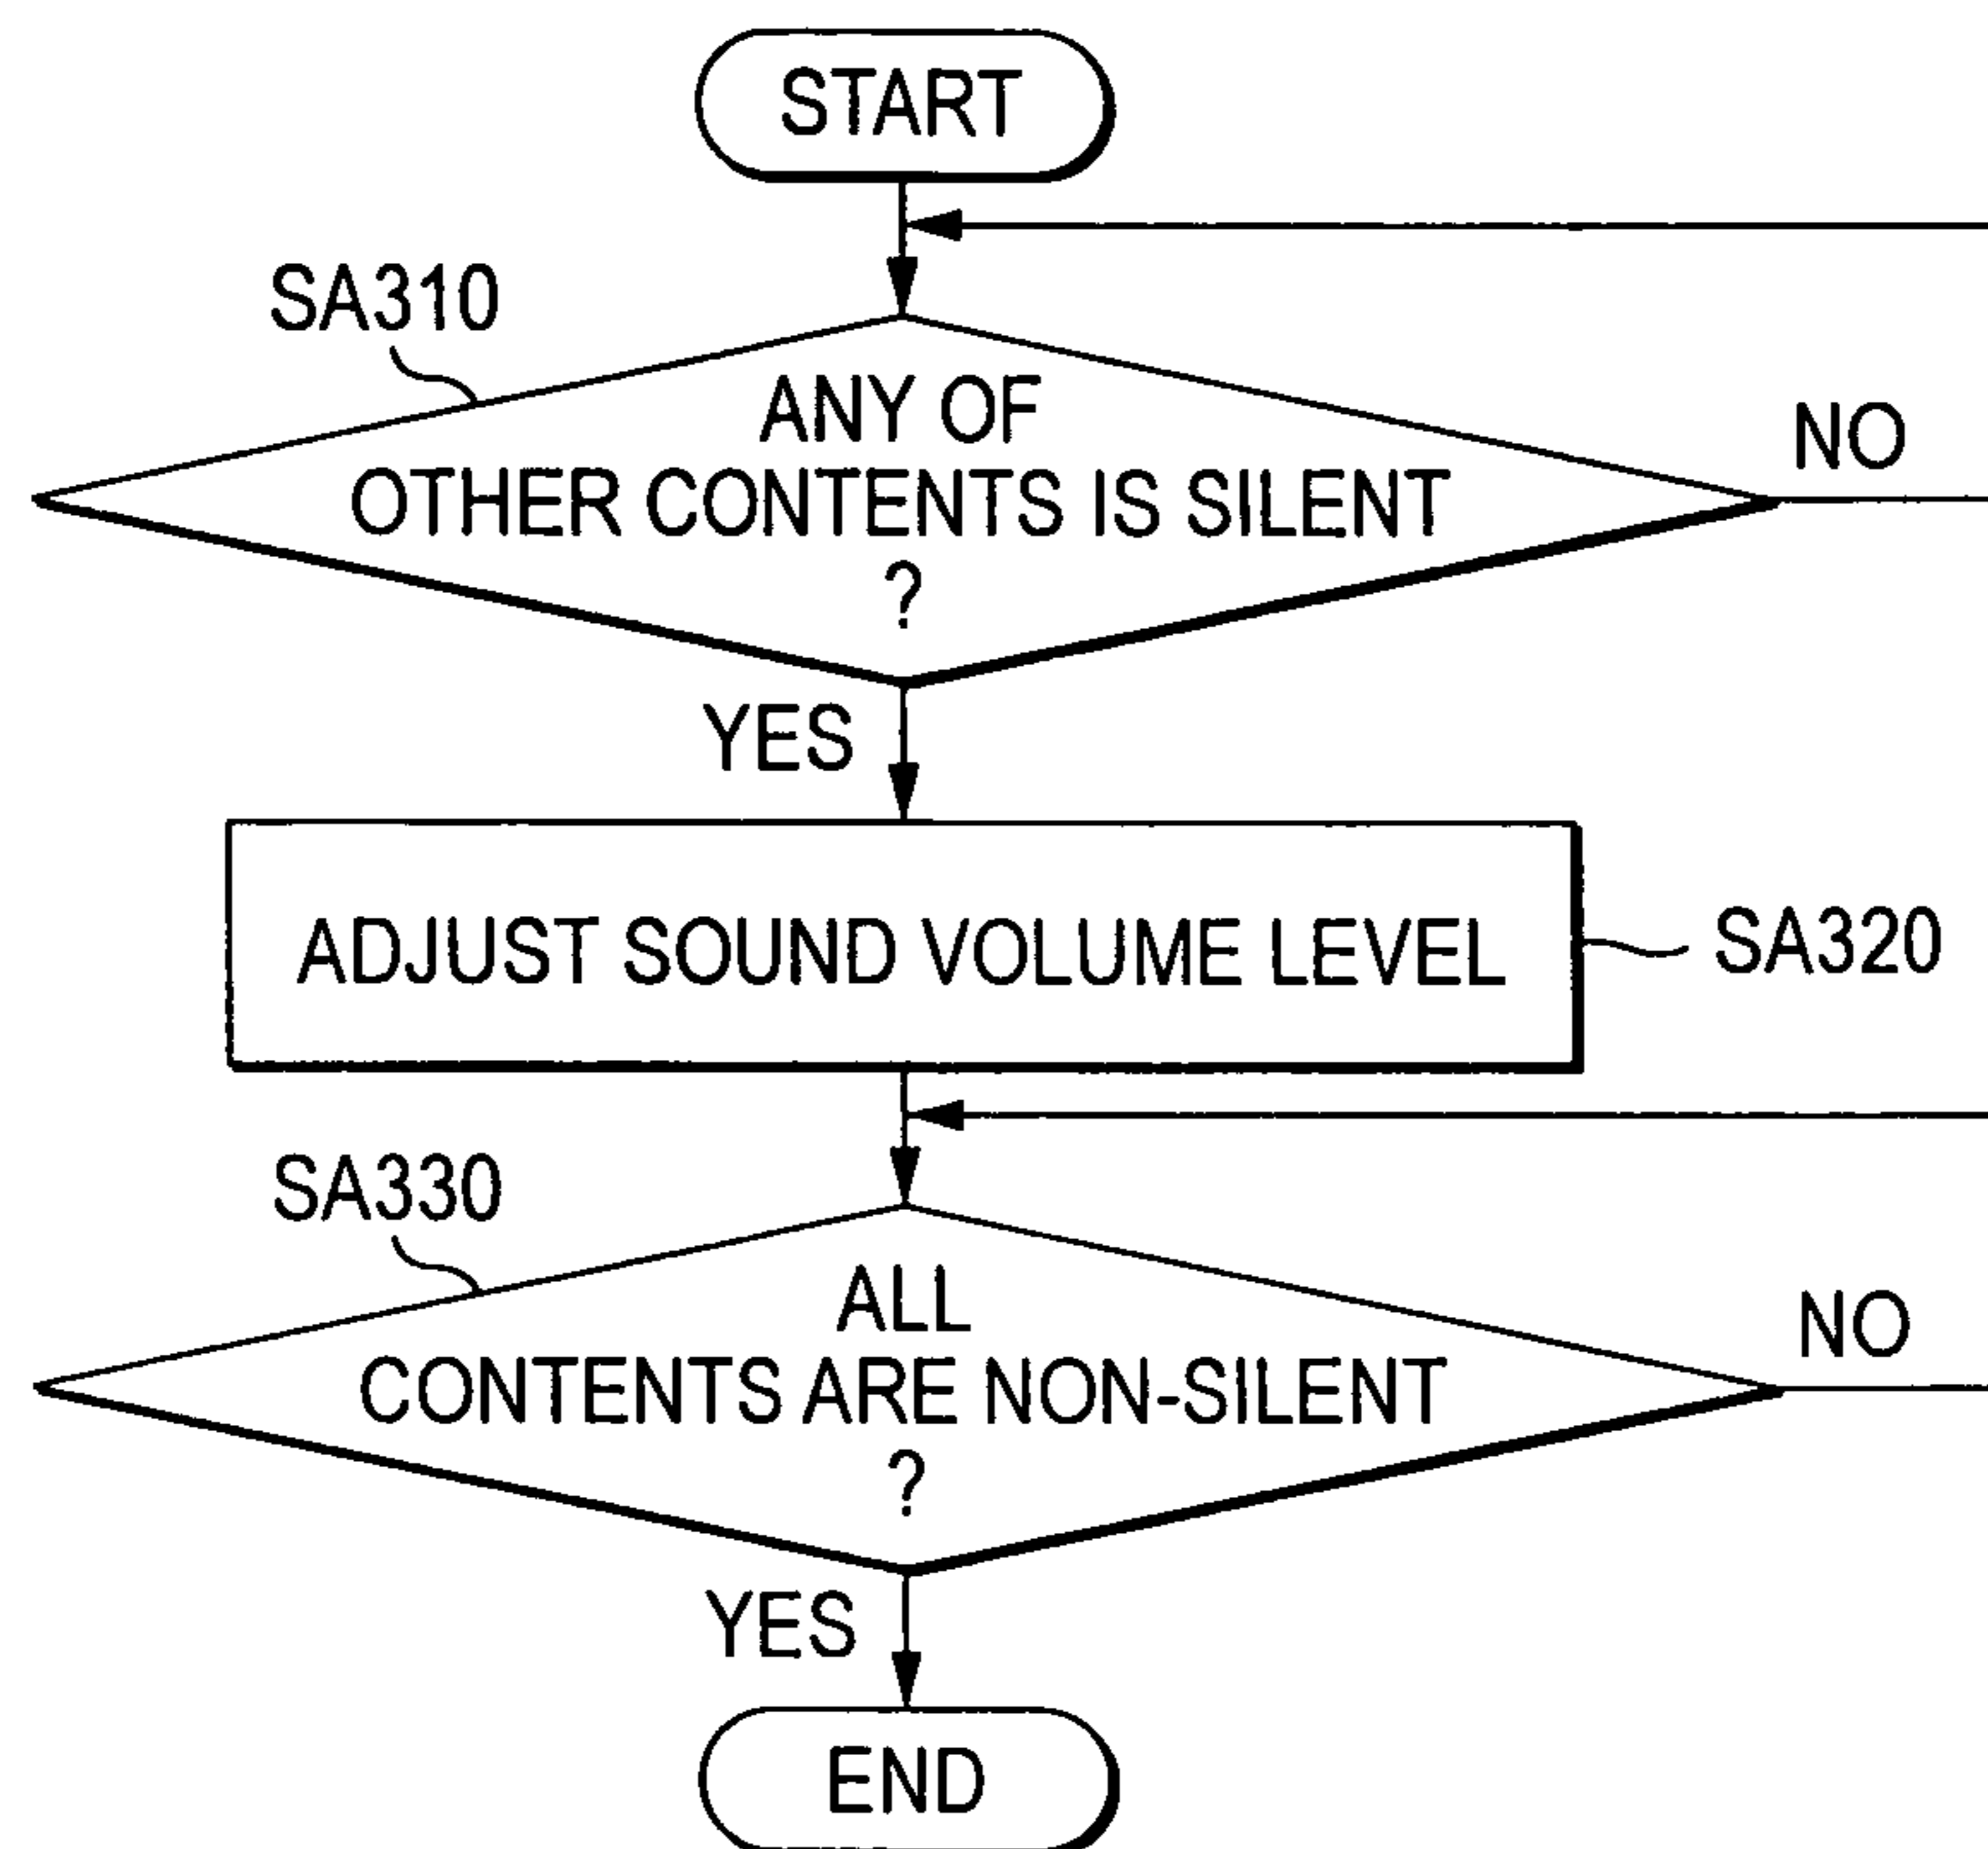 START
SA310
ANY OF
OTHER CONTENTS IS SILENT
?
NO
YES
ADJUST SOUND VOLUME LEVEL
SA320
SA330
ALL
CONTENTS ARE NON-SILENT
?
NO
YES
END